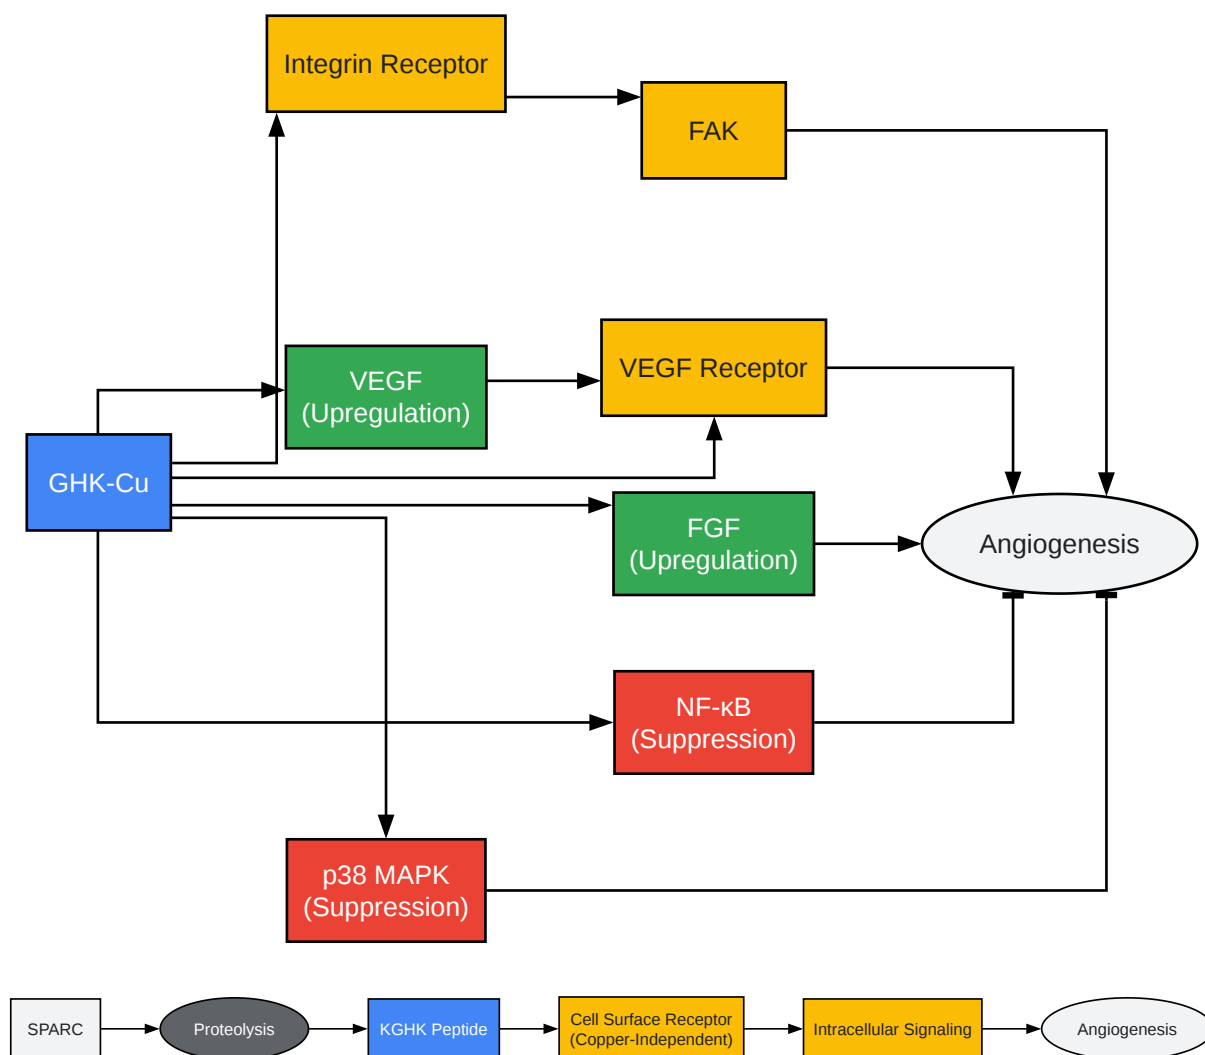 Integrin Receptor
FAK
VEGF
(Upregulation)
VEGF Receptor
GHK-Cu
FGF
(Upregulation)
Angiogenesis
NF-κB
(Suppression)
p38 MAPK
(Suppression)
SPARC
Proteolysis
KGHK Peptide
Cell Surface Receptor
(Copper-Independent)
Intracellular Signaling
Angiogenesis